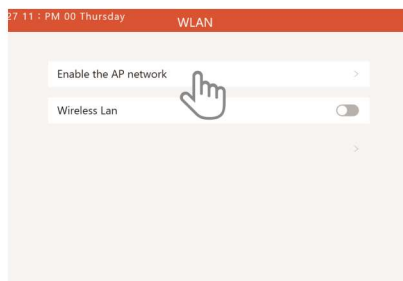 27 11 : PM 00 Thursday
WLAN
Enable the AP network
Wireless Lan